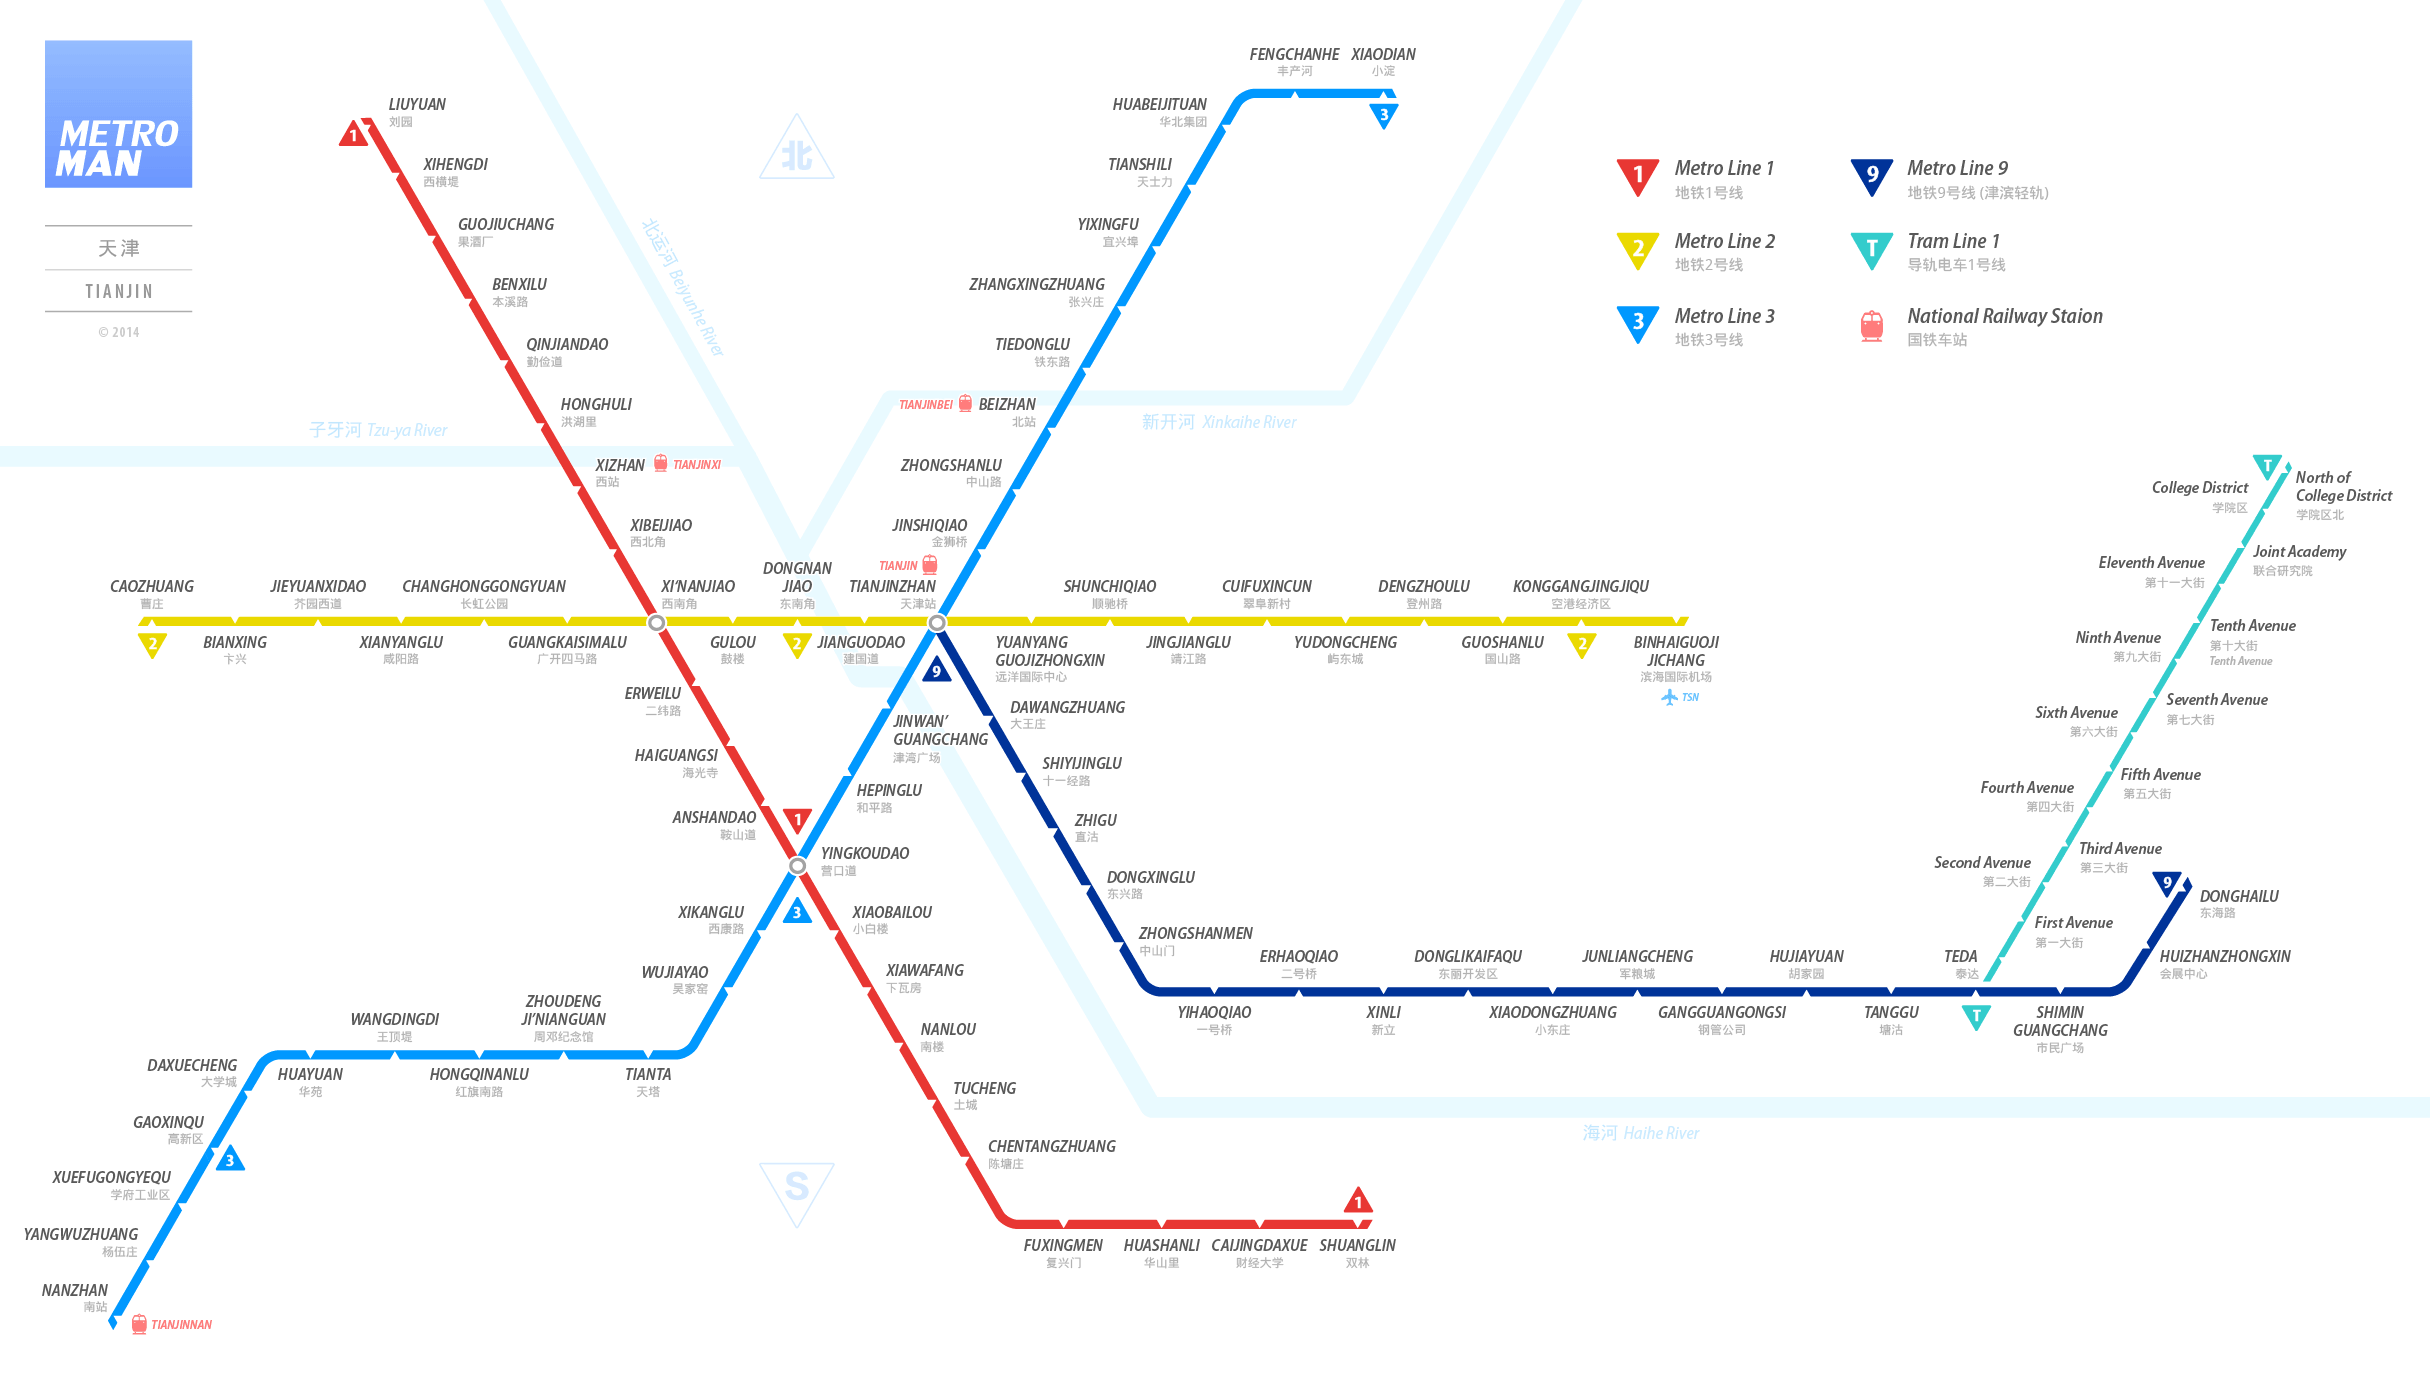 METRO
MAN
天津
TIANJIN
© 2014
1
Metro Line 1
地铁1号线
2
Metro Line 2
地铁2号线
3
Metro Line 3
地铁3号线
9
Metro Line 9
地铁9号线 (津滨轻轨)
T
Tram Line 1
导轨电车1号线
National Railway Staion
国铁车站
北
S
北运河 Beiyunhe River
子牙河 Tzu-ya River
新开河 Xinkaihe River
海河 Haihe River
1
LIUYUAN
刘园
XIHENGDI
西横堤
GUOJIUCHANG
果酒厂
BENXILU
本溪路
QINJIANDAO
勤俭道
HONGHULI
洪湖里
XIZHAN
西站
TIANJINXI
XIBEIJIAO
西北角
XI'NANJIAO
西南角
ERWEILU
二纬路
HAIGUANGSI
海光寺
ANSHANDAO
鞍山道
1
YINGKOUDAO
营口道
3
XIAOBAILOU
小白楼
XIAWAFANG
下瓦房
NANLOU
南楼
TUCHENG
土城
CHENTANGZHUANG
陈塘庄
FUXINGMEN
复兴门
HUASHANLI
华山里
CAIJINGDAXUE
财经大学
SHUANGLIN
双林
1
CAOZHUANG
曹庄
2
BIANXING
卞兴
JIEYUANXIDAO
芥园西道
XIANYANGLU
咸阳路
CHANGHONGGONGYUAN
长虹公园
GUANGKAISIMALU
广开四马路
GULOU
鼓楼
DONGNAN
JIAO
东南角
2
JIANGUODAO
建国道
TIANJIN
TIANJINZHAN
天津站
YUANYANG
GUOJIZHONGXIN
远洋国际中心
SHUNCHIQIAO
顺驰桥
JINGJIANGLU
靖江路
CUIFUXINCUN
翠阜新村
YUDONGCHENG
屿东城
DENGZHOULU
登州路
GUOSHANLU
国山路
KONGGANGJINGJIQU
空港经济区
2
BINHAIGUOJI
JICHANG
滨海国际机场
TSN
FENGCHANHE
丰产河
XIAODIAN
小淀
3
HUABEIJITUAN
华北集团
TIANSHILI
天士力
YIXINGFU
宜兴埠
ZHANGXINGZHUANG
张兴庄
TIEDONGLU
铁东路
TIANJINBEI
BEIZHAN
北站
ZHONGSHANLU
中山路
JINSHIQIAO
金狮桥
JINWAN'
GUANGCHANG
津湾广场
HEPINGLU
和平路
XIKANGLU
西康路
WUJIAYAO
吴家窑
TIANTA
天塔
ZHOUDENG
JI'NIANGUAN
周邓纪念馆
HONGQINANLU
红旗南路
WANGDINGDI
王顶堤
HUAYUAN
华苑
DAXUECHENG
大学城
GAOXINQU
高新区
3
XUEFUGONGYEQU
学府工业区
YANGWUZHUANG
杨伍庄
NANZHAN
南站
TIANJINNAN
9
DAWANGZHUANG
大王庄
SHIYIJINGLU
十一经路
ZHIGU
直沽
DONGXINGLU
东兴路
ZHONGSHANMEN
中山门
YIHAOQIAO
一号桥
ERHAOQIAO
二号桥
XINLI
新立
DONGLIKAIFAQU
东丽开发区
XIAODONGZHUANG
小东庄
JUNLIANGCHENG
军粮城
GANGGUANGONGSI
钢管公司
HUJIAYUAN
胡家园
TANGGU
塘沽
TEDA
泰达
T
SHIMIN
GUANGCHANG
市民广场
HUIZHANZHONGXIN
会展中心
DONGHAILU
东海路
9
T
North of
College District
学院区北
College District
学院区
Joint Academy
联合研究院
Eleventh Avenue
第十一大街
Tenth Avenue
第十大街
Tenth Avenue
Ninth Avenue
第九大街
Seventh Avenue
第七大街
Sixth Avenue
第六大街
Fifth Avenue
第五大街
Fourth Avenue
第四大街
Third Avenue
第三大街
Second Avenue
第二大街
First Avenue
第一大街